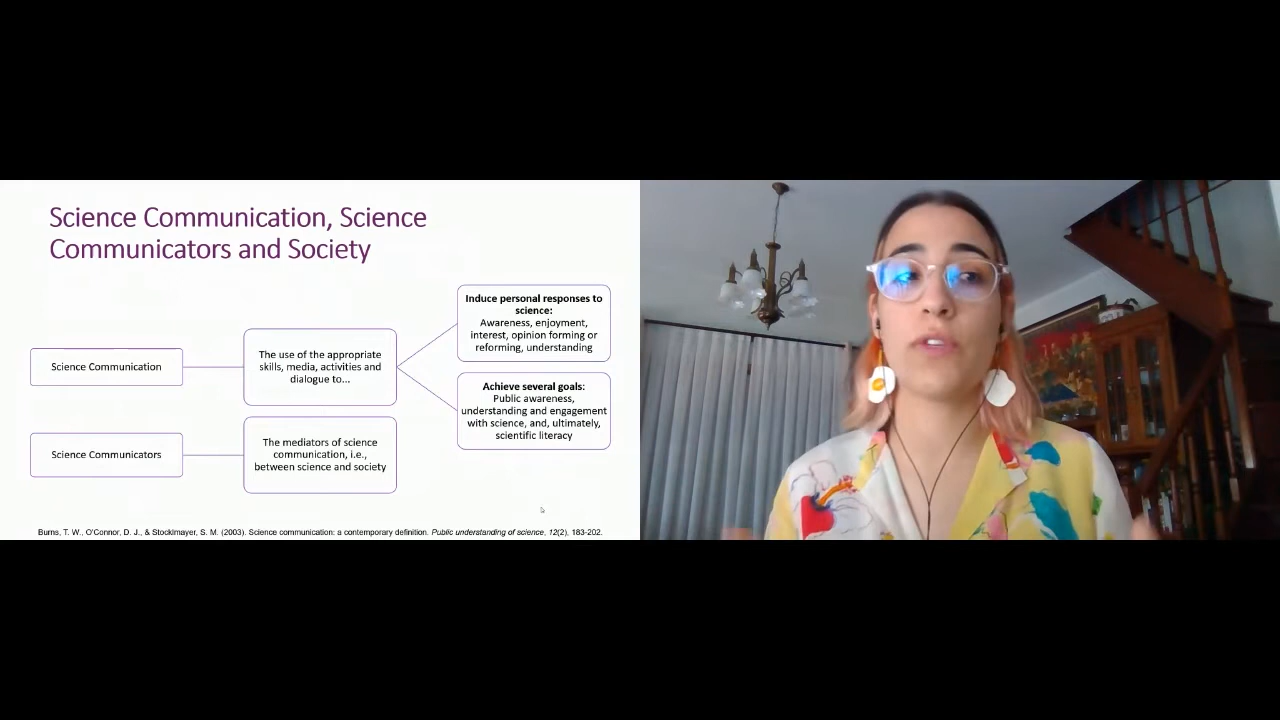 Science Communication, Science
Communicators and Society
Science Communication
The use of the appropriate
skills, media, activities and
dialogue to...
Induce personal responses to
science:
Awareness, enjoyment,
interest, opinion forming or
reforming, understanding
Achieve several goals:
Public awareness,
understanding and engagement
with science, and, ultimately,
scientific literacy
Science Communicators
The mediators of science
communication, i.e.,
between science and society
Burns, T. W., O'Connor, D. J., & Stocklmayer, S. M. (2003). Science communication: a contemporary definition. Public understanding of science, 12(2), 183-202.